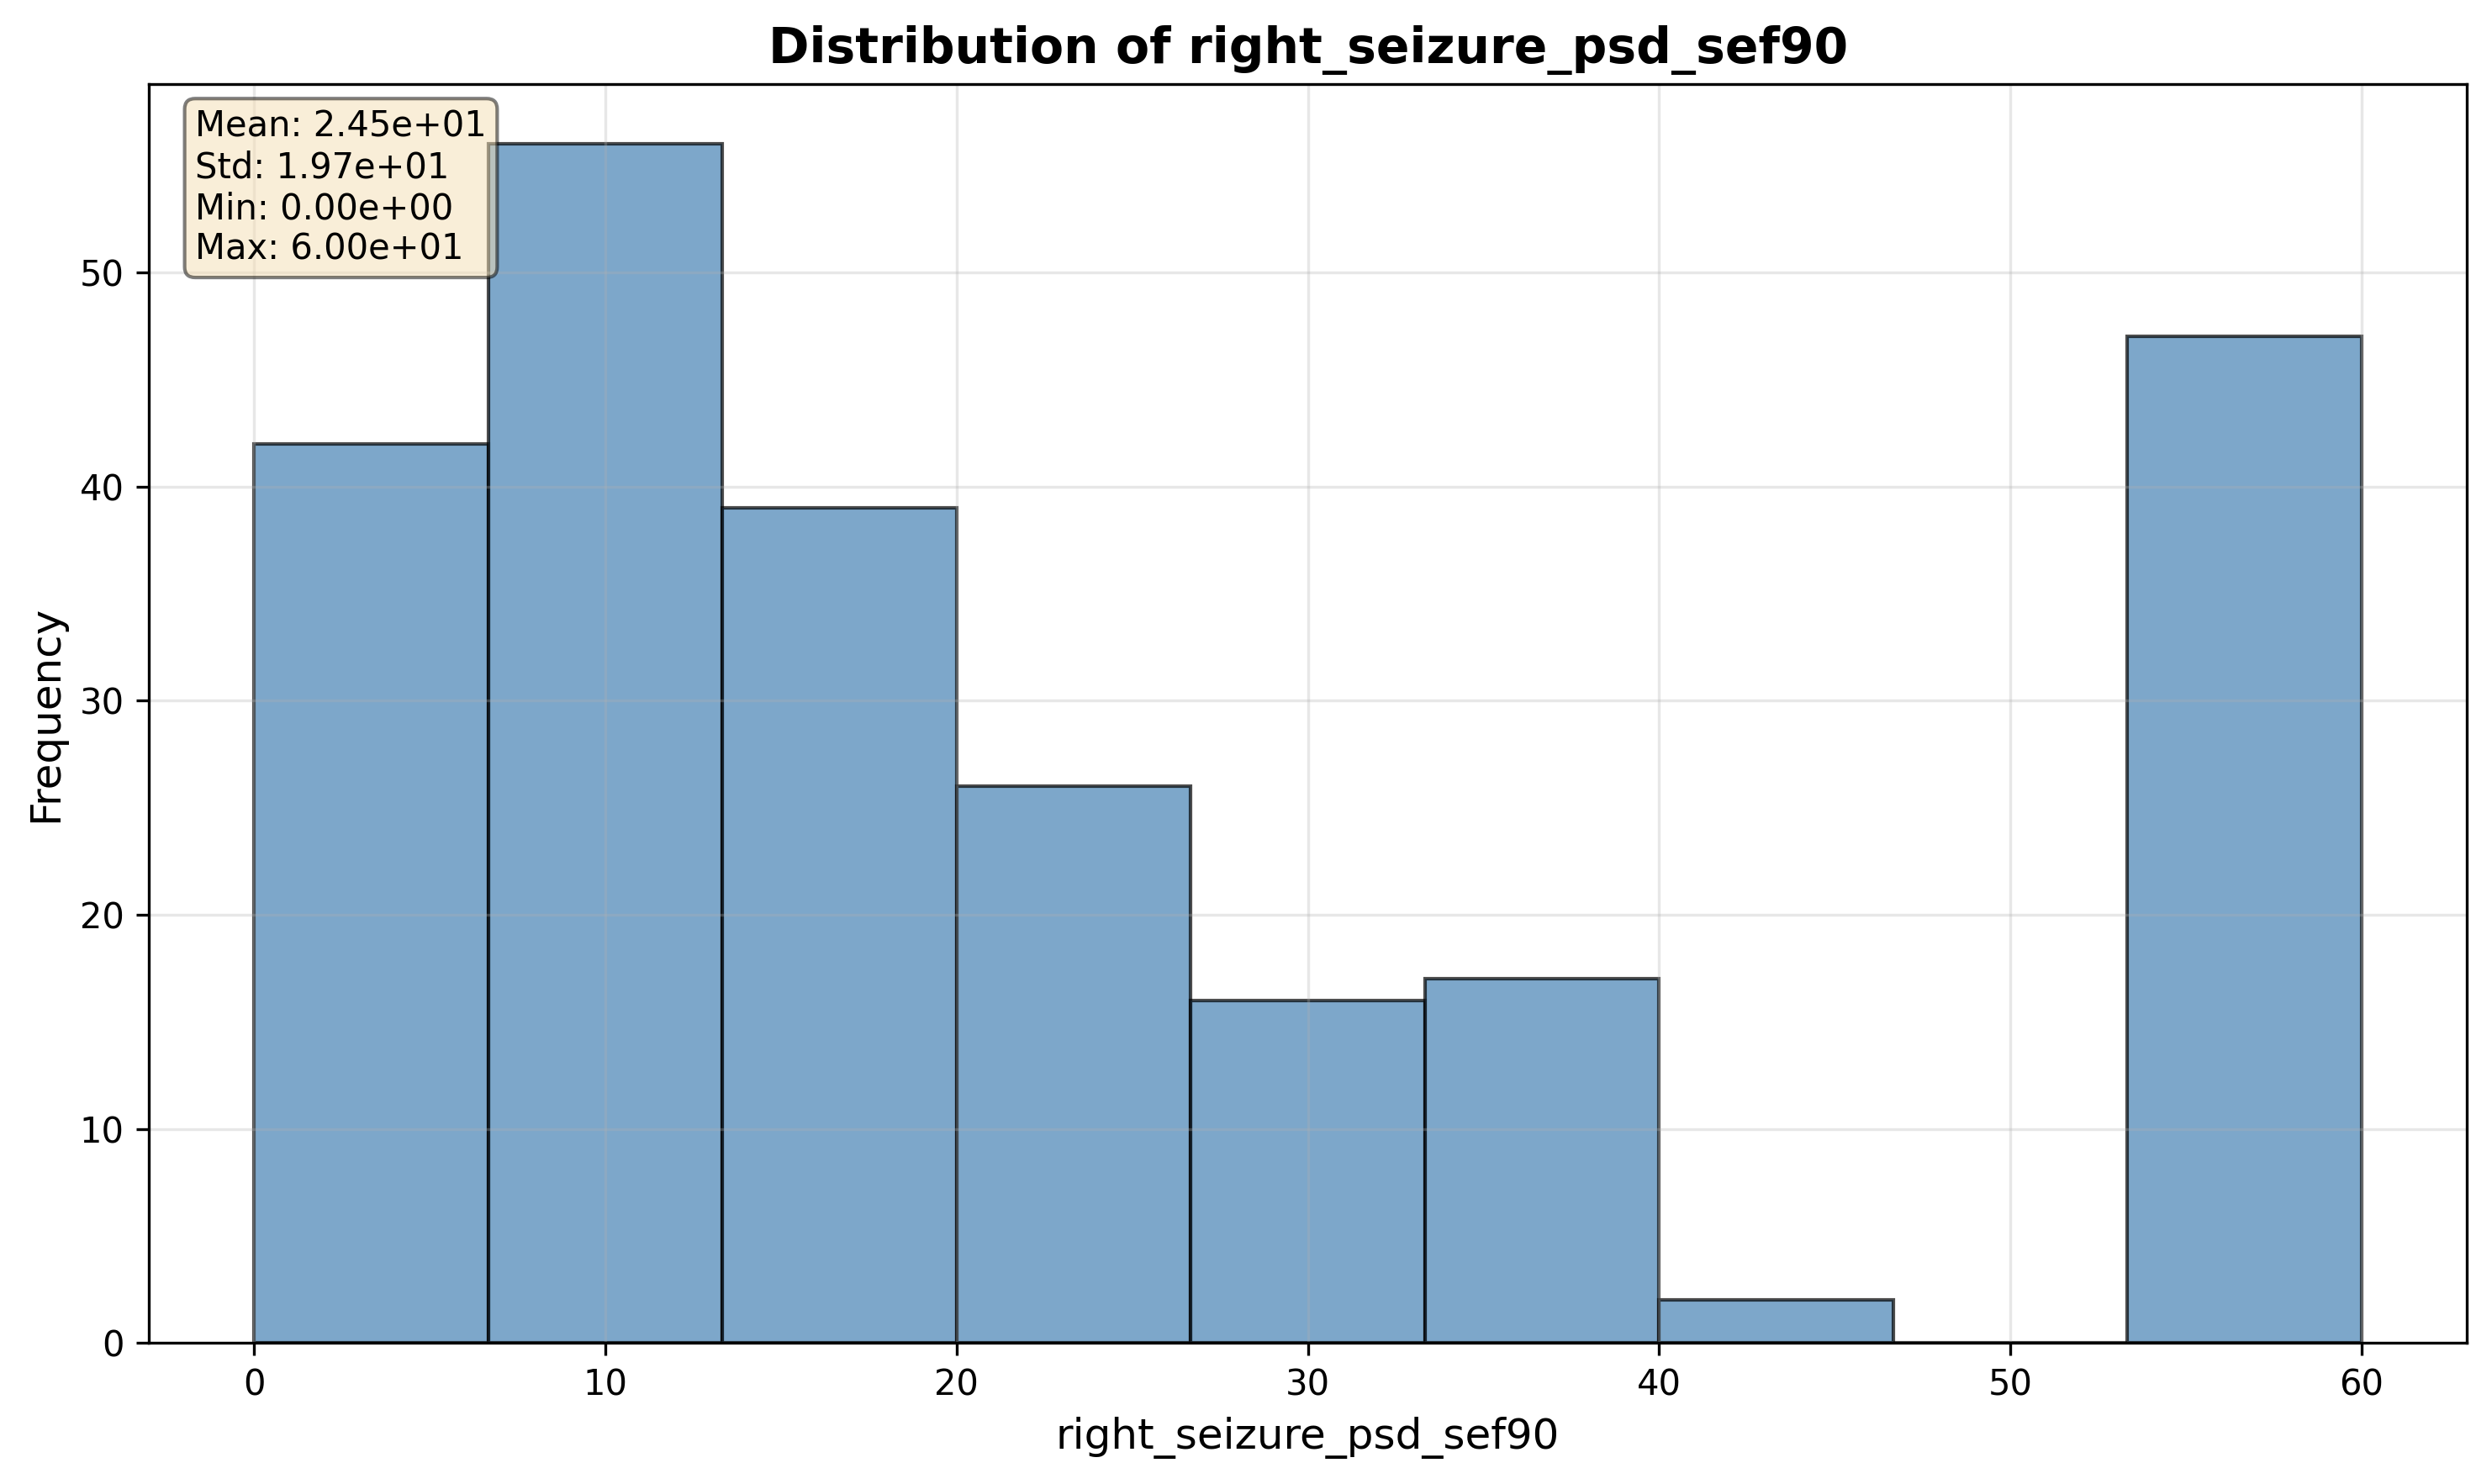 Distribution of right_seizure_psd_sef90
Mean: 2.45e+01
Std: 1.97e+01
Min: 0.00e+00
Max: 6.00e+01
50
40
30
20
10
0
Frequency
0 10 20 30 40 50 60
right_seizure_psd_sef90